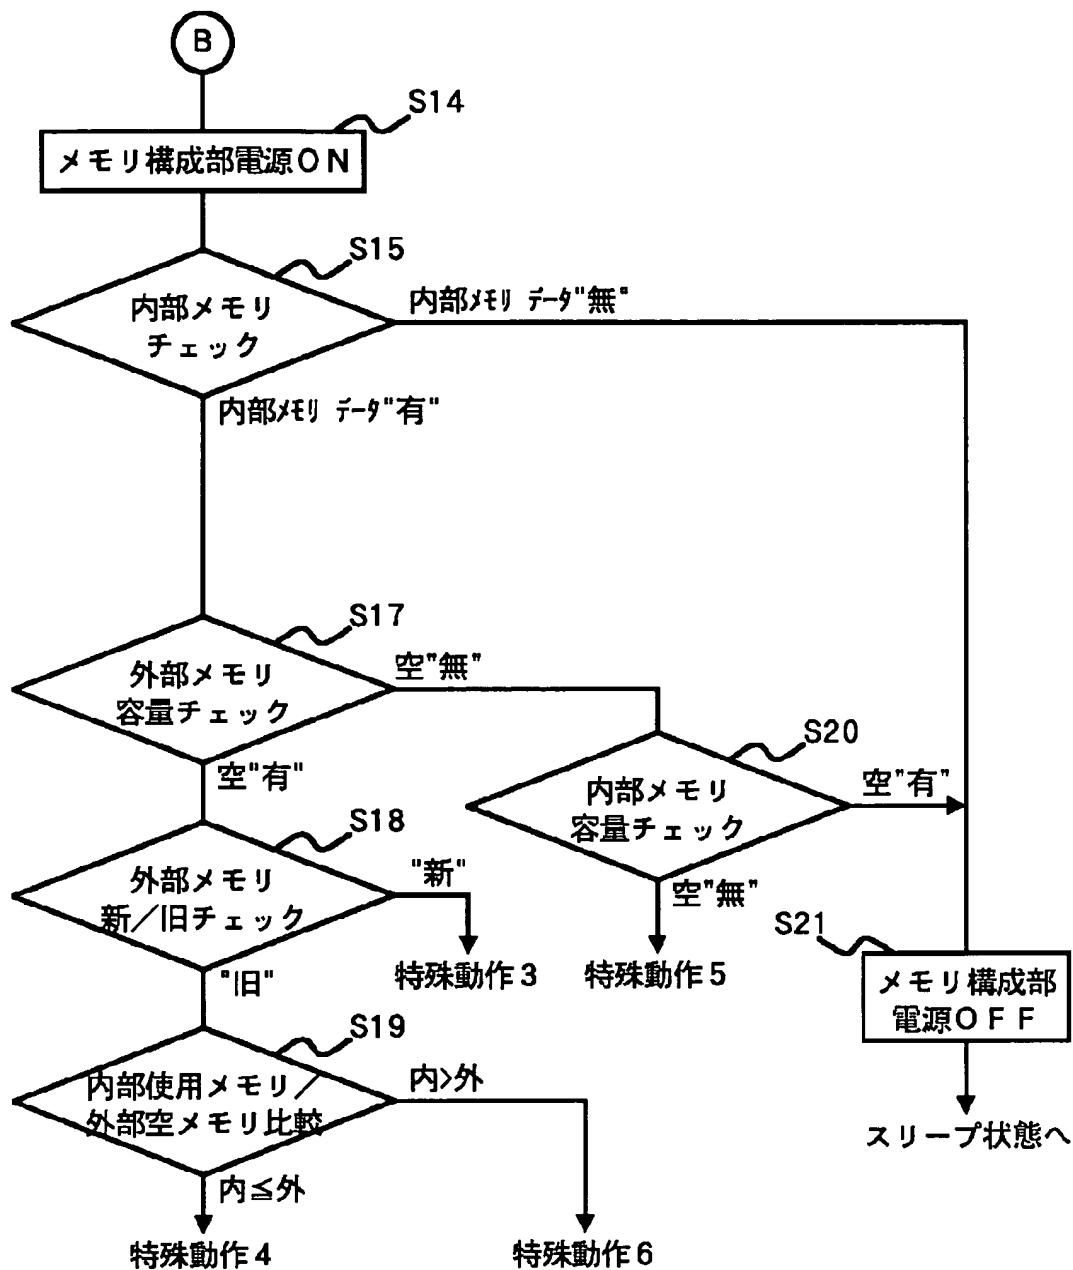 B
S14
メモリ構成部電源ON
S15
内部メモリ
チェック
内部ﾒﾓﾘ ﾃﾞｰﾀ"無"
内部ﾒﾓﾘ ﾃﾞｰﾀ"有"
S17
外部メモリ
容量チェック
空"無"
空"有"
S20
内部メモリ
容量チェック
空"有"
空"無"
S18
外部メモリ
新／旧チェック
"新"
"旧"
特殊動作3
特殊動作5
S21
メモリ構成部
電源OFF
スリープ状態へ
S19
内部使用メモリ／
外部空メモリ比較
内>外
内≦外
特殊動作4
特殊動作6